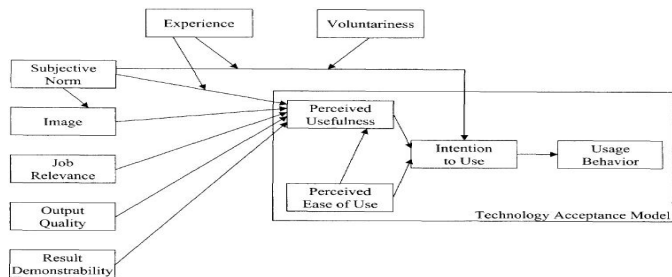 Experience
Voluntariness
Subjective
Norm
Image
Job
Relevance
Output
Quality
Result
Demonstrability
Perceived
Usefulness
Perceived
Ease of Use
Intention
to Use
Usage
Behavior
Technology Acceptance Model